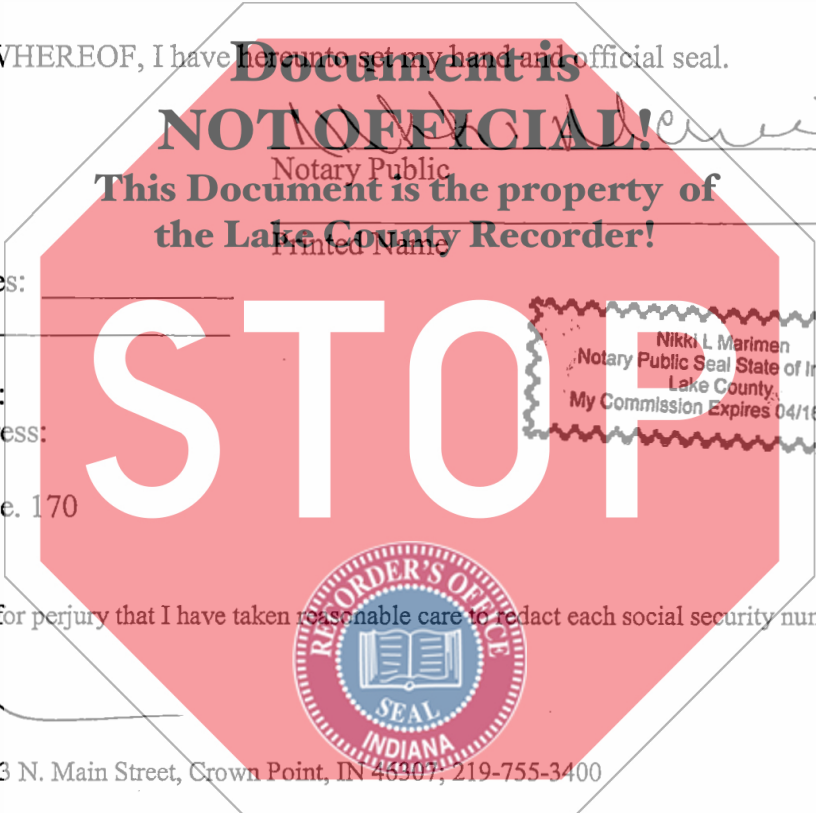 WHEREOF, I have hereunto set my hand and official seal.
Document is
NOT OFFICIAL!
Notary Public
This Document is the property of
the Lake County Recorder!
Printed Name
es:
STOP
Nikki L Marimen
Notary Public Seal State of In
Lake County
My Commission Expires 04/16
:
ess:
e. 170
RECORDER'S OFFICE
for perjury that I have taken reasonable care to redact each social security num
SEAL
INDIANA
3 N. Main Street, Crown Point, IN 46307; 219-755-3400